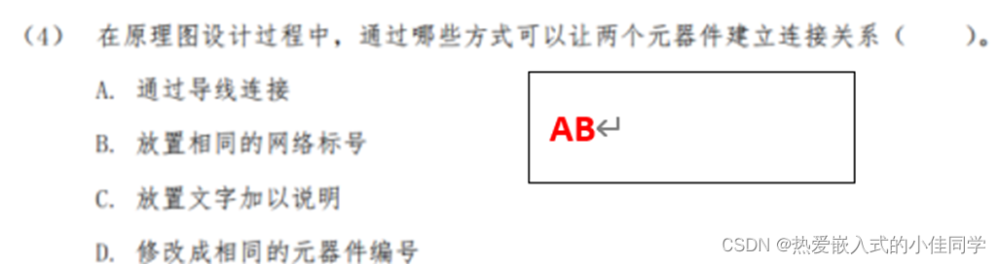 （4） 在原理图设计过程中，通过哪些方式可以让两个元器件建立连接关系（  ）。
A. 通过导线连接
AB↵
B. 放置相同的网络标号
C. 放置文字加以说明
D. 修改成相同的元器件编号
CSDN @热爱嵌入式的小佳同学